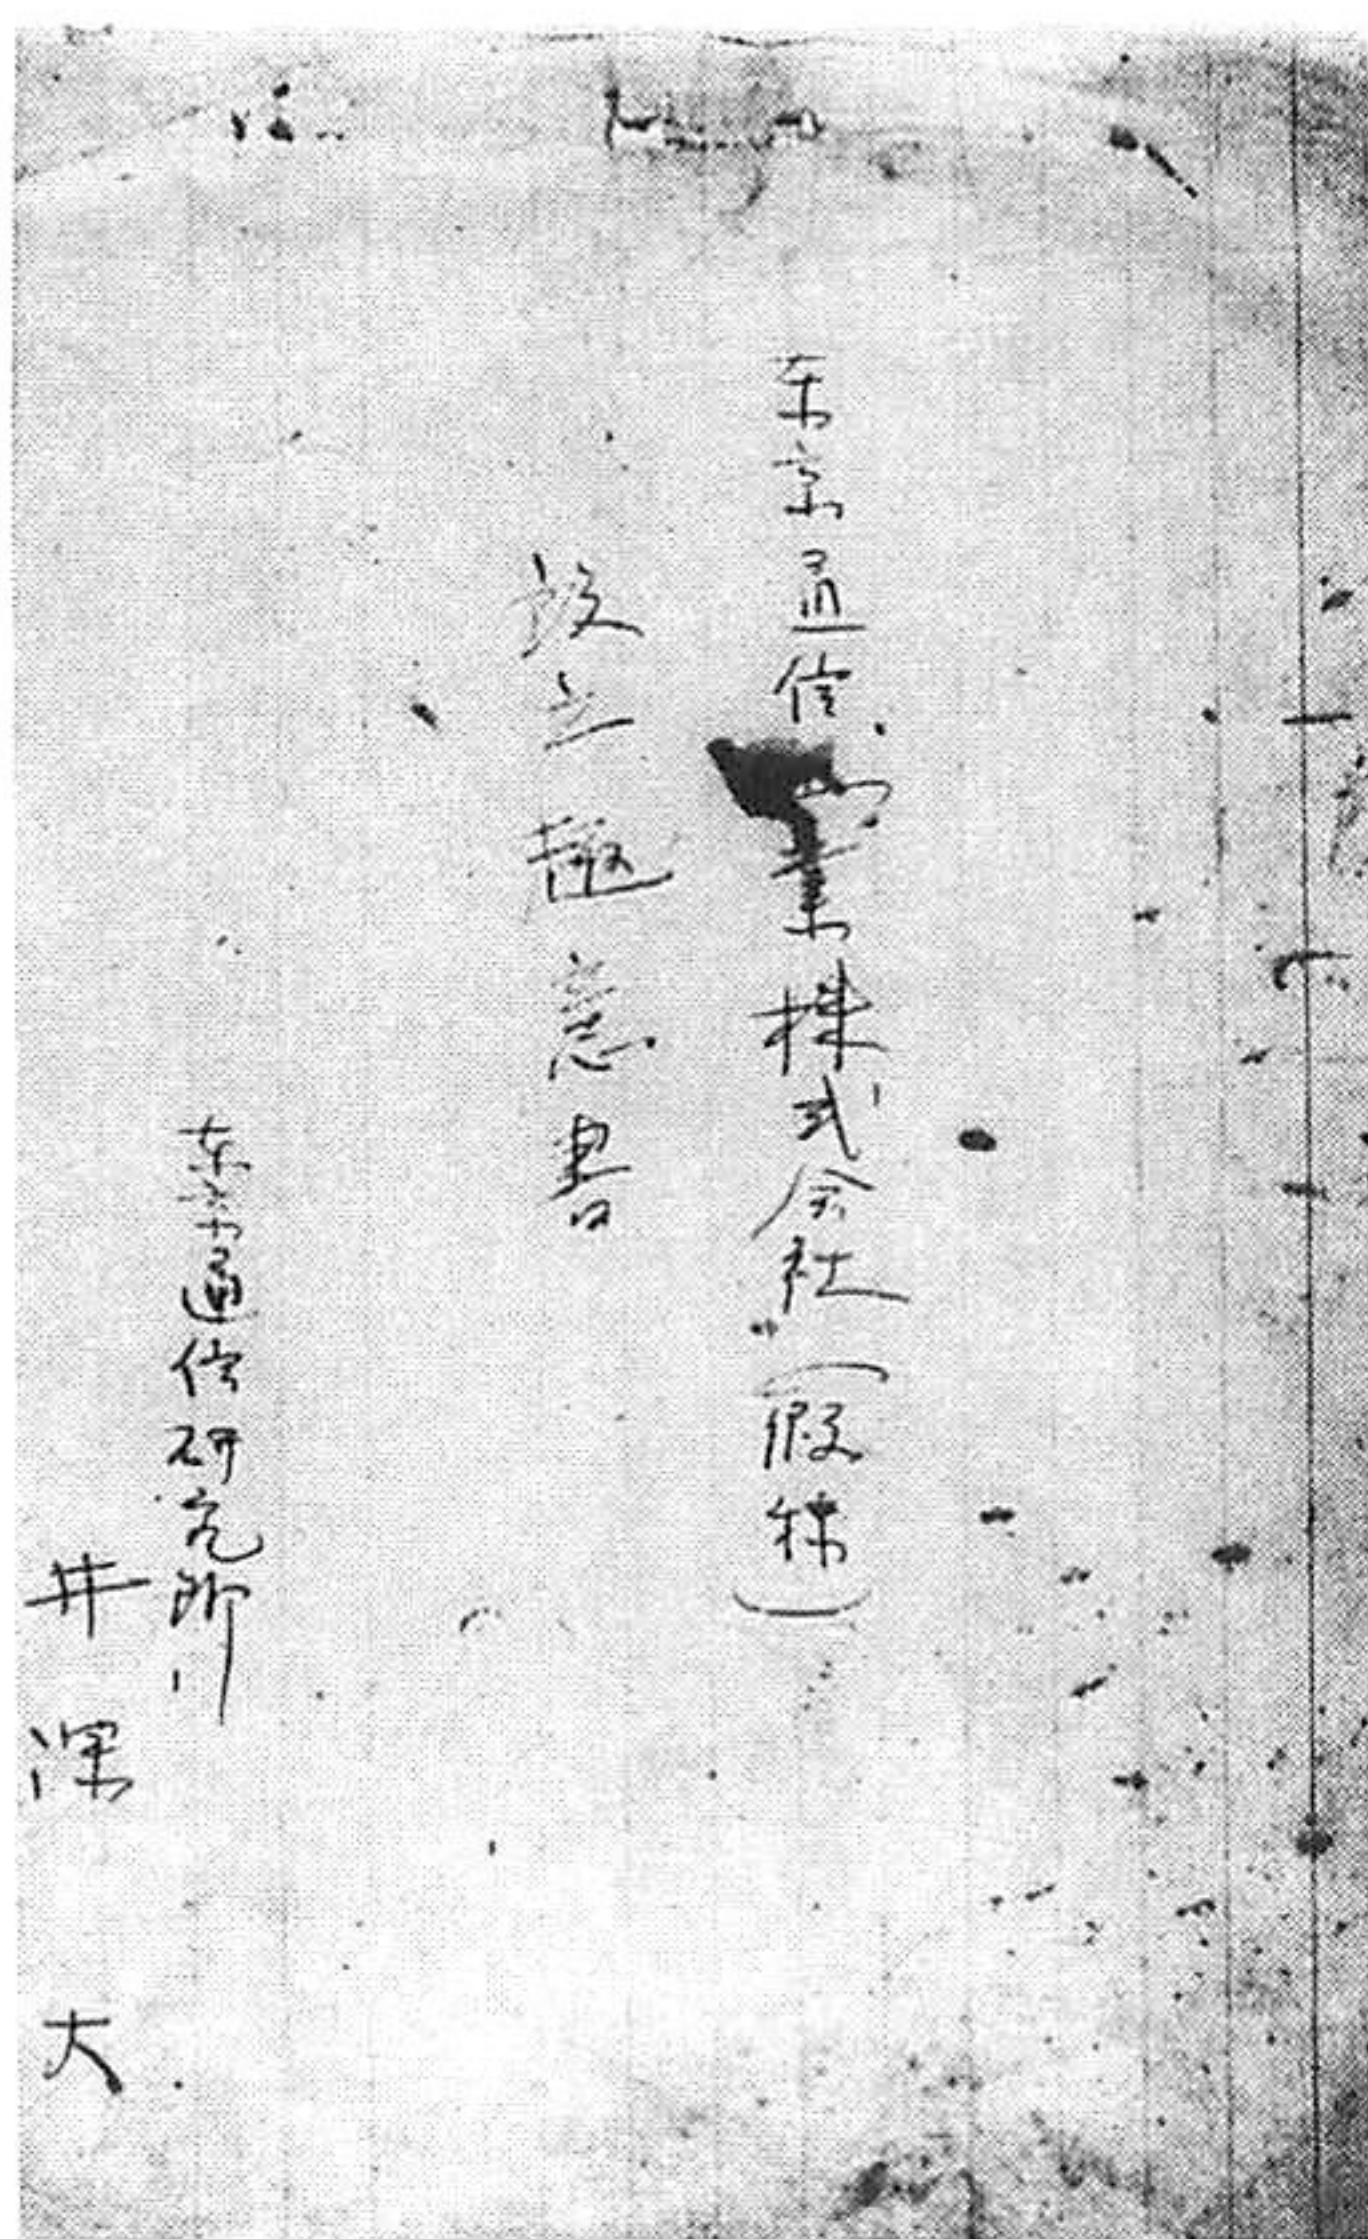 東京通信業株式会社(假称)
設立趣意書
東京通信研究所
井深 大